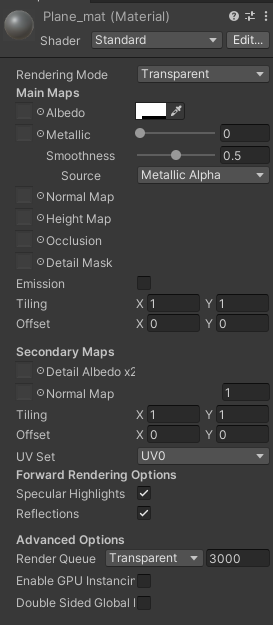 Plane_mat (Material)
Shader Standard Edit...
Rendering Mode Transparent
Main Maps
Albedo
Metallic 0
Smoothness 0.5
Source Metallic Alpha
Normal Map
Height Map
Occlusion
Detail Mask
Emission
Tiling X 1 Y 1
Offset X 0 Y 0
Secondary Maps
Detail Albedo x2
Normal Map 1
Tiling X 1 Y 1
Offset X 0 Y 0
UV Set UV0
Forward Rendering Options
Specular Highlights
Reflections
Advanced Options
Render Queue Transparent 3000
Enable GPU Instancin
Double Sided Global I